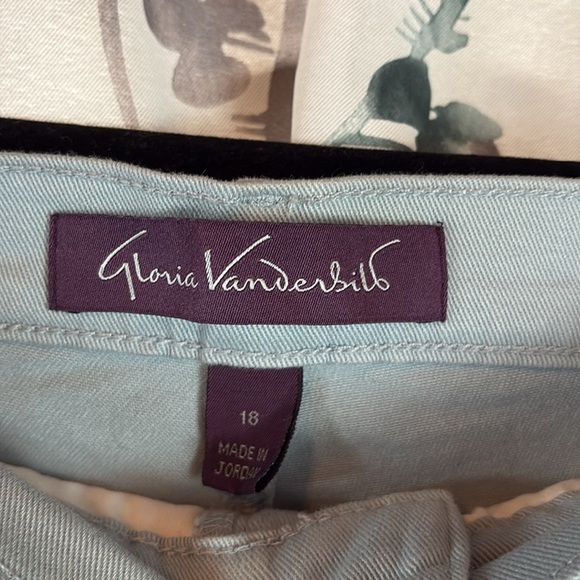 Gloria Vanderbilt
18
MADE IN
JORDAN